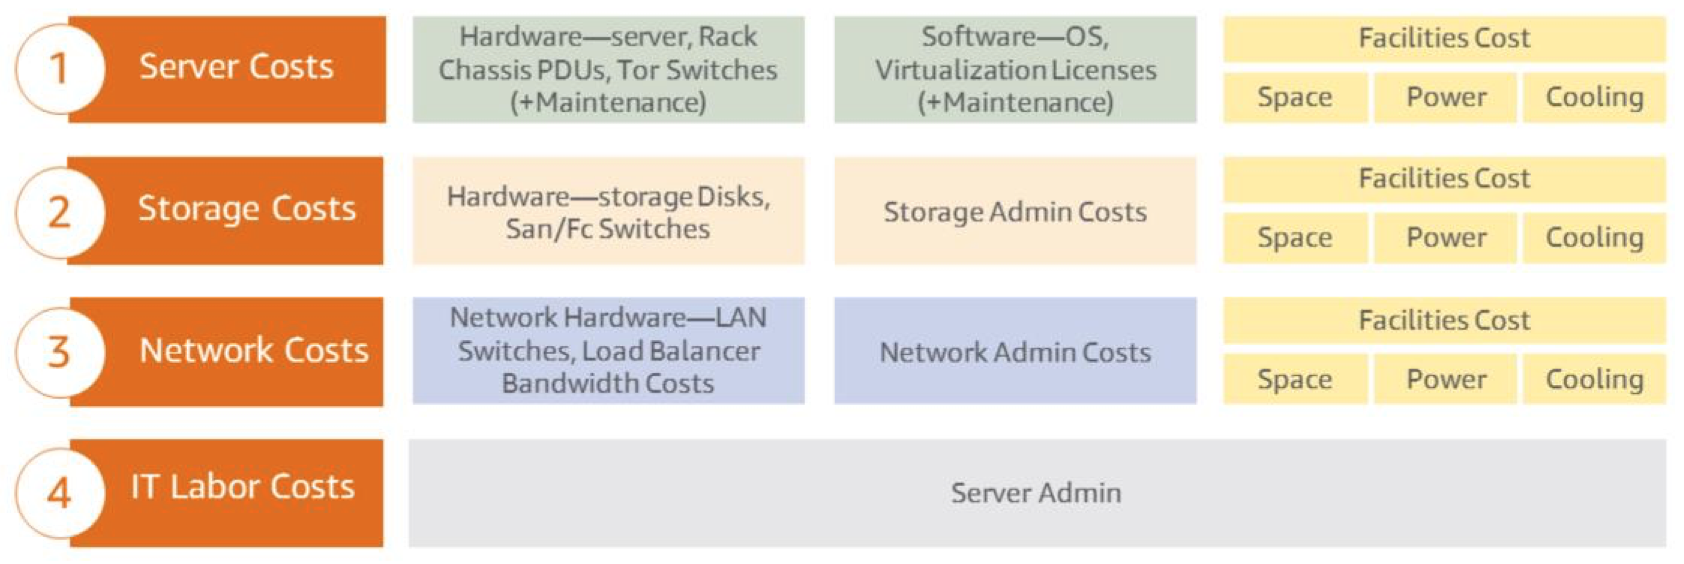 1
Server Costs
Hardware—server, Rack
Chassis PDUs, Tor Switches
(+Maintenance)
Software—OS,
Virtualization Licenses
(+Maintenance)
Facilities Cost
Space
Power
Cooling
2
Storage Costs
Hardware—storage Disks,
San/Fc Switches
Storage Admin Costs
Facilities Cost
Space
Power
Cooling
3
Network Costs
Network Hardware—LAN
Switches, Load Balancer
Bandwidth Costs
Network Admin Costs
Facilities Cost
Space
Power
Cooling
4
IT Labor Costs
Server Admin